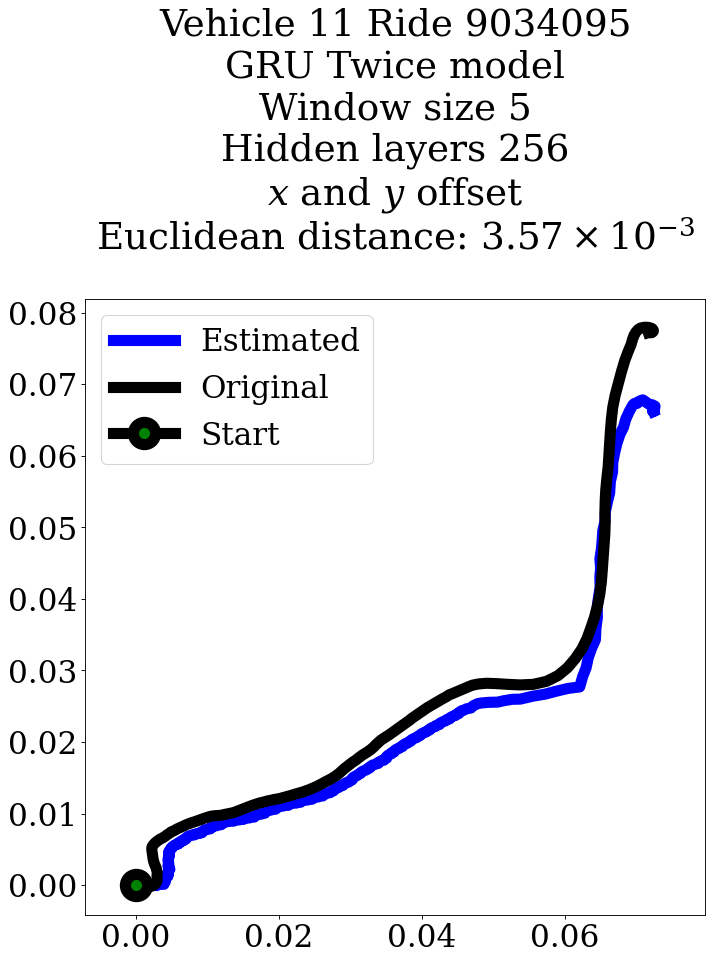 Vehicle 11 Ride 9034095
GRU Twice model
Window size 5
Hidden layers 256
x and y offset
Euclidean distance: 3.57 × 10⁻³
0.08
0.07
0.06
0.05
0.04
0.03
0.02
0.01
0.00
Estimated
Original
Start
0.00 0.02 0.04 0.06